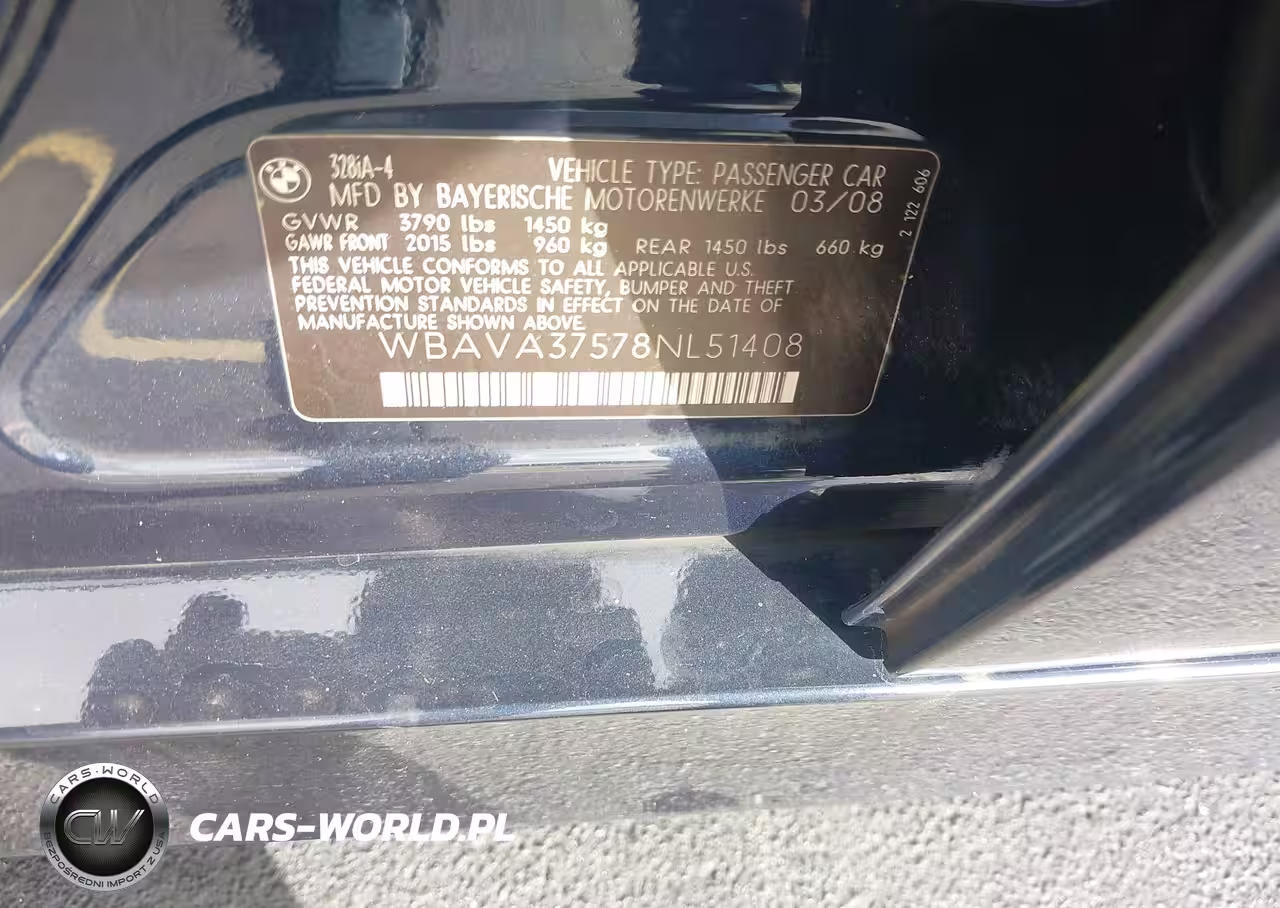 328iA-4 VEHICLE TYPE: PASSENGER CAR
MFD BY BAYERISCHE MOTORENWERKE 03/08
GVWR 3790 lbs 1450 kg
GAWR FRONT 2015 lbs 960 kg REAR 1450 lbs 660 kg
THIS VEHICLE CONFORMS TO ALL APPLICABLE U.S.
FEDERAL MOTOR VEHICLE SAFETY, BUMPER AND THEFT
PREVENTION STANDARDS IN EFFECT ON THE DATE OF
MANUFACTURE SHOWN ABOVE
WBAVA37578NL51408
2 122 606
CARS-WORLD
CW
BEZPOŚREDNI IMPORT Z USA
CARS-WORLD.PL